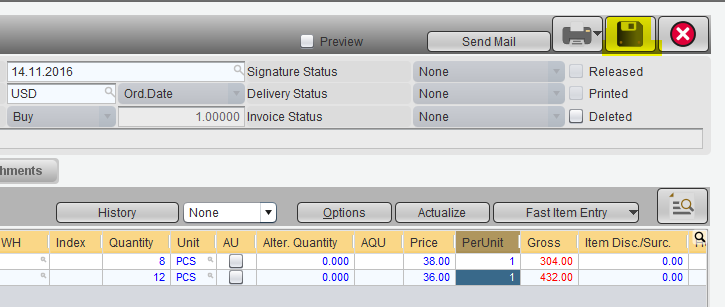 Preview Send Mail
14.11.2016 Signature Status None Released
USD Ord.Date Delivery Status None Printed
Buy 1.00000 Invoice Status None Deleted
hments
History None Options Actualize Fast Item Entry
WH Index Quantity Unit AU Alter. Quantity AQU Price PerUnit Gross Item Disc./Surc.
8 PCS 0.000 38.00 1 304.00 0.00
12 PCS 0.000 36.00 1 432.00 0.00